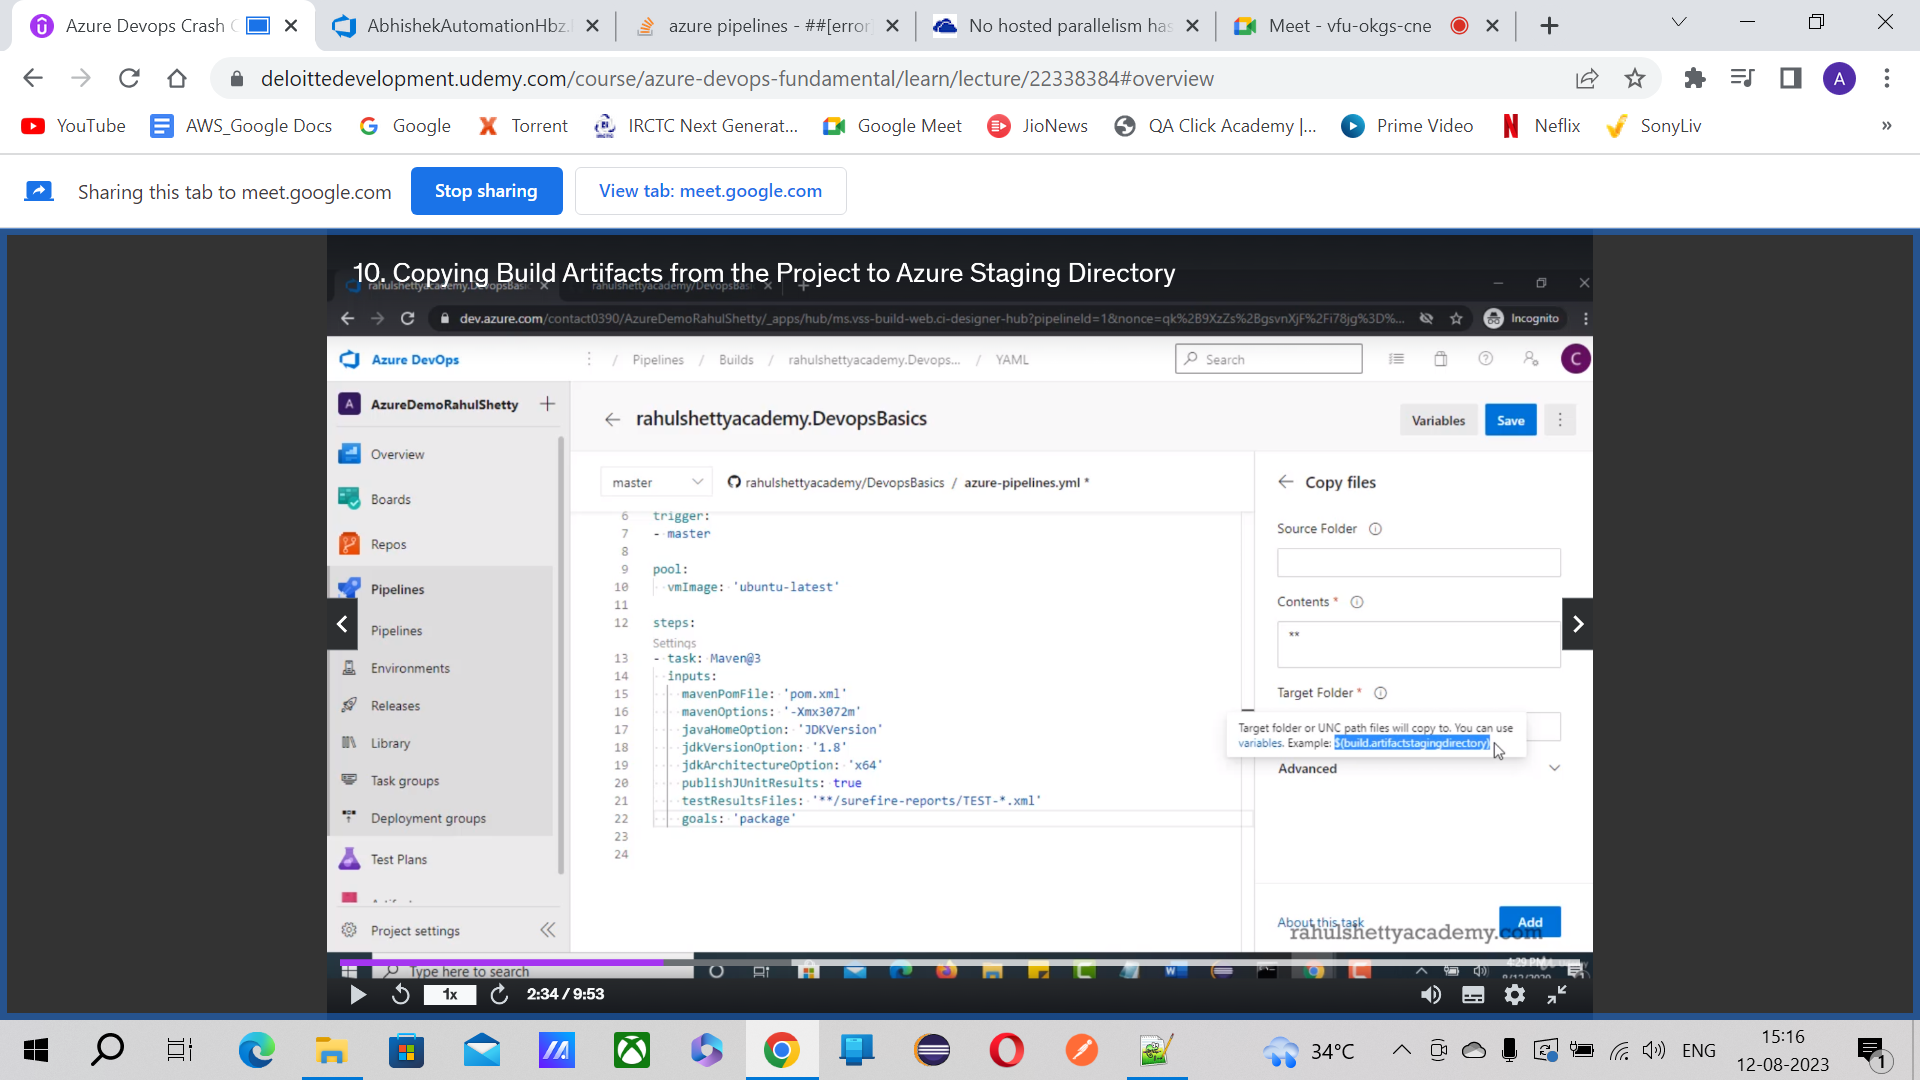 Azure Devops Crash C
AbhishekAutomationHbz.
azure pipelines - ##[error]
No hosted parallelism has
Meet - vfu-okgs-cne
deloittedevelopment.udemy.com/course/azure-devops-fundamental/learn/lecture/22338384#overview
A
YouTube
AWS_Google Docs
Google
Torrent
IRCTC Next Generat...
Google Meet
JioNews
QA Click Academy |...
Prime Video
Neflix
SonyLiv
»
Sharing this tab to meet.google.com
Stop sharing
View tab: meet.google.com
10. Copying Build Artifacts from the Project to Azure Staging Directory
rahulshettyacademy.DevopsBasi
rahulshettyacademy/DevopsBas
dev.azure.com/contact0390/AzureDemoRahulShetty/_apps/hub/ms.vss-build-web.ci-designer-hub?pipelineId=1&nonce=qk%2B9XzZs%2BgsvnXjF%2Fi78jg%3D%...
Incognito
Azure DevOps
/ Pipelines / Builds / rahulshettyacademy.Devops... / YAML
Search
C
A AzureDemoRahulShetty
Overview
Boards
Repos
Pipelines
Pipelines
Environments
Releases
Library
Task groups
Deployment groups
Test Plans
Project settings
rahulshettyacademy.DevopsBasics
Variables
Save
master
rahulshettyacademy/DevopsBasics / azure-pipelines.yml *
6 trigger:
7 - master
8
9 pool:
10 vmImage: 'ubuntu-latest'
11
12 steps:
Settings
13 - task: Maven@3
14 inputs:
15 mavenPomFile: 'pom.xml'
16 mavenOptions: '-Xmx3072m'
17 javaHomeOption: 'JDKVersion'
18 jdkVersionOption: '1.8'
19 jdkArchitectureOption: 'x64'
20 publishJUnitResults: true
21 testResultsFiles: '**/surefire-reports/TEST-*.xml'
22 goals: 'package'
23
24
Copy files
Source Folder
Contents *
**
Target Folder *
Target folder or UNC path files will copy to. You can use
variables. Example: $(build.artifactstagingdirectory)
Advanced
About this task
Add
rahulshettyacademy.com
Type here to search
4:29 PM
1x
2:34 / 9:53
34°C
ENG
15:16
12-08-2023
1